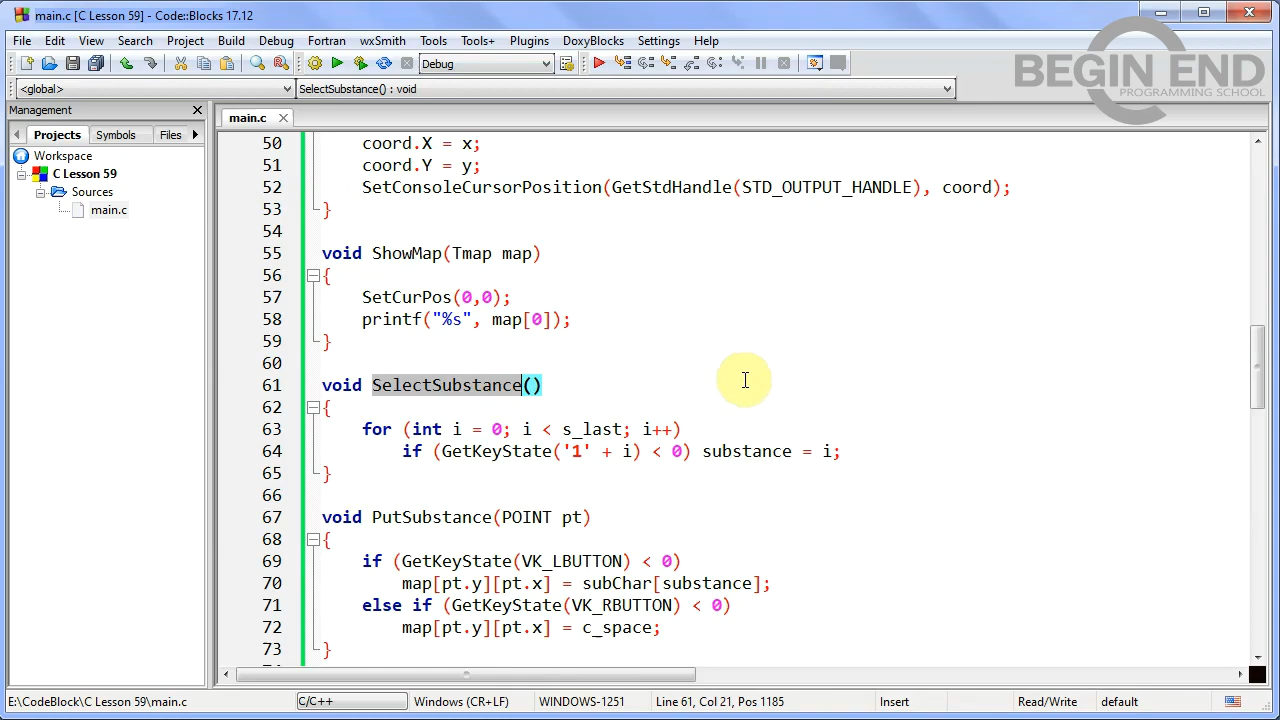 main.c [C Lesson 59] - Code::Blocks 17.12
File Edit View Search Project Build Debug Fortran wxSmith Tools Tools+ Plugins DoxyBlocks Settings Help
BEGIN END
PROGRAMMING SCHOOL
Debug
<global>
SelectSubstance() : void
Management
main.c
Projects Symbols Files
Workspace
C Lesson 59
Sources
main.c
50 coord.X = x;
51 coord.Y = y;
52 SetConsoleCursorPosition(GetStdHandle(STD_OUTPUT_HANDLE), coord);
53 }
54
55 void ShowMap(Tmap map)
56 {
57 SetCurPos(0,0);
58 printf("%s", map[0]);
59 }
60
61 void SelectSubstance()
62 {
63 for (int i = 0; i < s_last; i++)
64 if (GetKeyState('1' + i) < 0) substance = i;
65 }
66
67 void PutSubstance(POINT pt)
68 {
69 if (GetKeyState(VK_LBUTTON) < 0)
70 map[pt.y][pt.x] = subChar[substance];
71 else if (GetKeyState(VK_RBUTTON) < 0)
72 map[pt.y][pt.x] = c_space;
73 }
E:\CodeBlock\C Lesson 59\main.c C/C++ Windows (CR+LF) WINDOWS-1251 Line 61, Col 21, Pos 1185 Insert Read/Write default